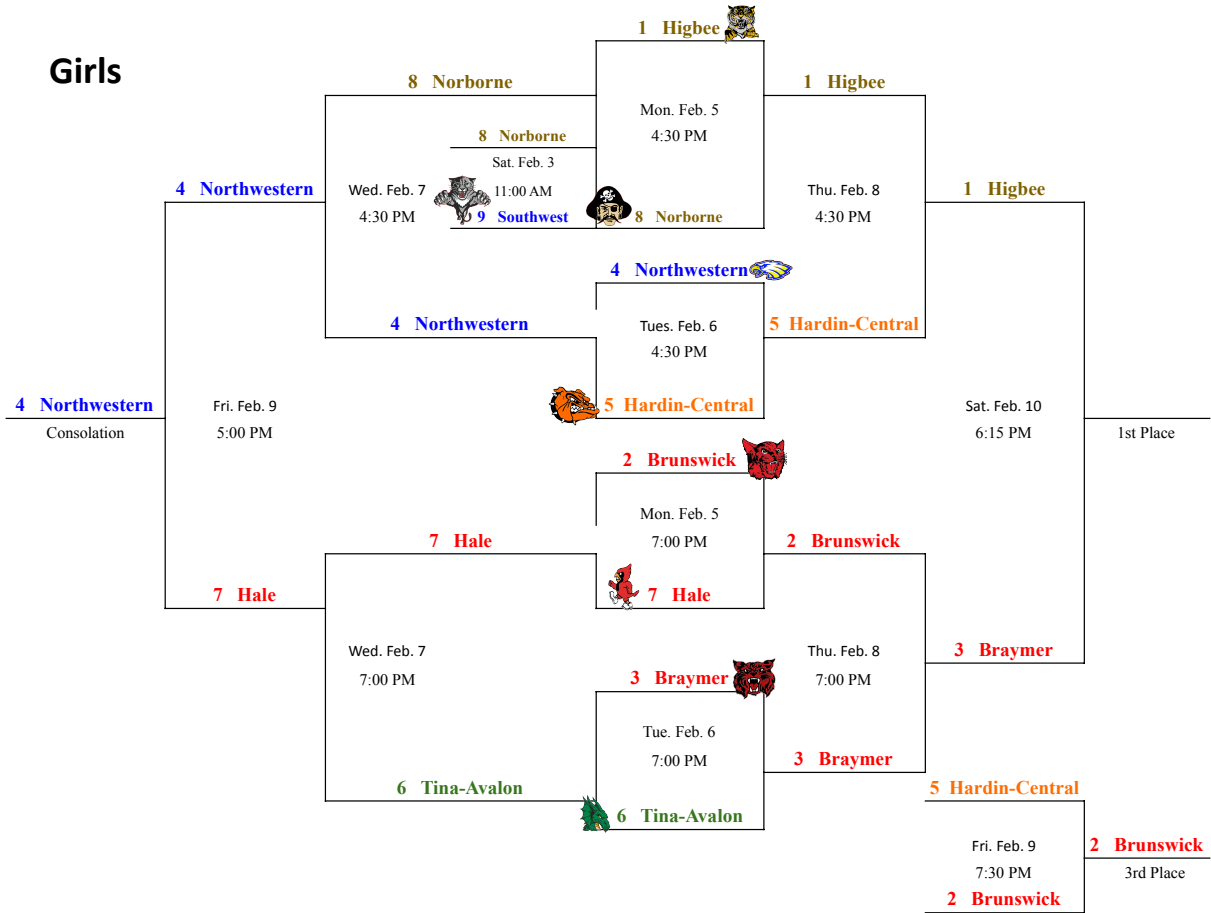 Girls
1 Higbee
8 Norborne
1 Higbee
Mon. Feb. 5
4:30 PM
8 Norborne
Sat. Feb. 3
11:00 AM
9 Southwest
8 Norborne
4 Northwestern
Wed. Feb. 7
4:30 PM
Thu. Feb. 8
4:30 PM
1 Higbee
4 Northwestern
4 Northwestern
Tues. Feb. 6
4:30 PM
5 Hardin-Central
5 Hardin-Central
4 Northwestern
Consolation
Fri. Feb. 9
5:00 PM
Sat. Feb. 10
6:15 PM
1st Place
2 Brunswick
Mon. Feb. 5
7:00 PM
7 Hale
2 Brunswick
7 Hale
7 Hale
Wed. Feb. 7
7:00 PM
3 Braymer
Thu. Feb. 8
7:00 PM
3 Braymer
Tue. Feb. 6
7:00 PM
3 Braymer
6 Tina-Avalon
6 Tina-Avalon
5 Hardin-Central
Fri. Feb. 9
7:30 PM
2 Brunswick
3rd Place
2 Brunswick